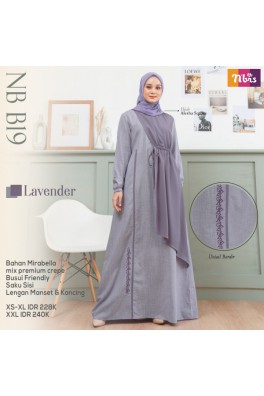 Nbrs
NB B19
Lavender
Bahan Mirabella
mix premium crepe
Busui Friendly
Saku Sisi
Lengan Manset & Kancing
XS-XL IDR 228K
XXL IDR 240K
Detail Bordir